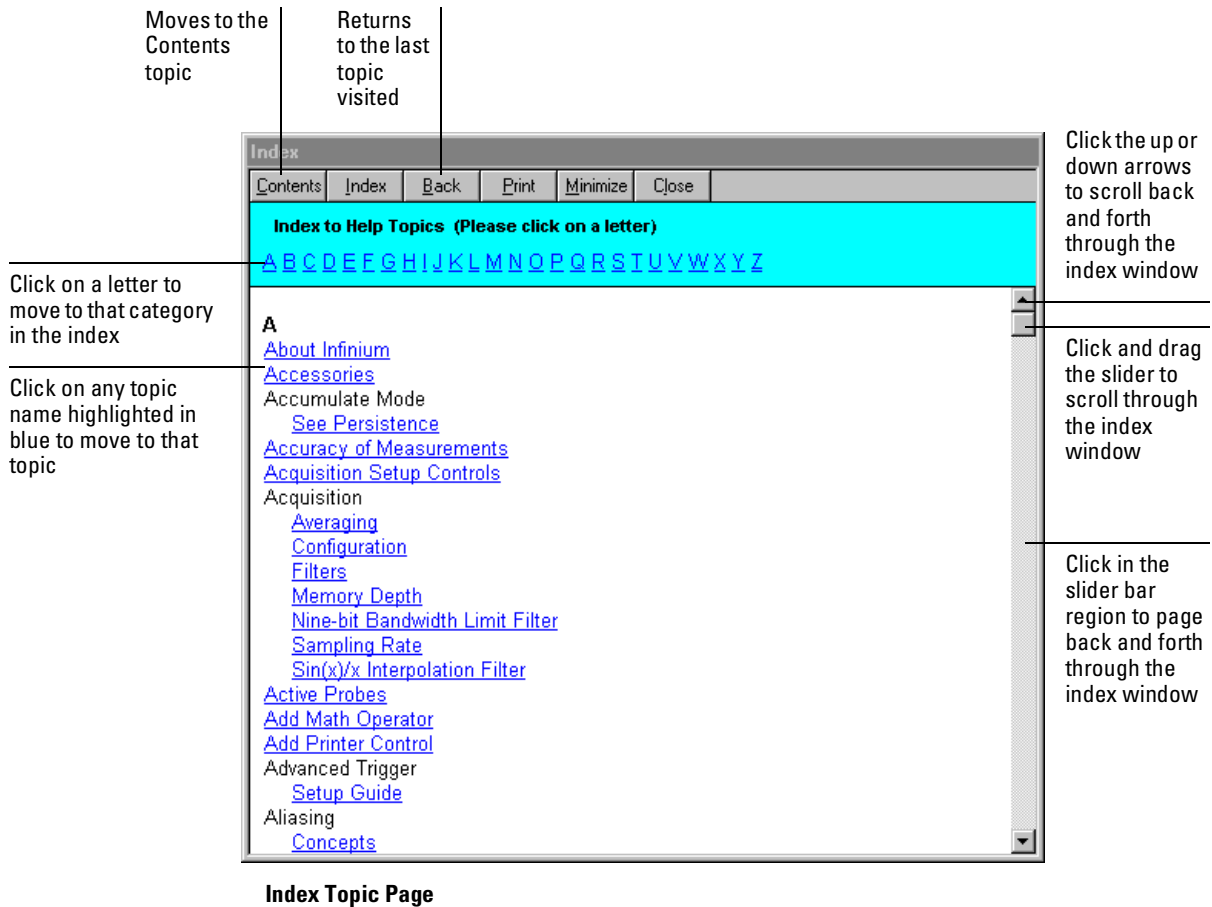 Moves to the
Contents
topic
Returns
to the last
topic
visited
Index
Contents Index Back Print Minimize Close
Index to Help Topics (Please click on a letter)
A B C D E F G H I J K L M N O P Q R S T U V W X Y Z
Click on a letter to
move to that category
in the index
Click on any topic
name highlighted in
blue to move to that
topic
A
About Infinium
Accessories
Accumulate Mode
See Persistence
Accuracy of Measurements
Acquisition Setup Controls
Acquisition
Averaging
Configuration
Filters
Memory Depth
Nine-bit Bandwidth Limit Filter
Sampling Rate
Sin(x)/x Interpolation Filter
Active Probes
Add Math Operator
Add Printer Control
Advanced Trigger
Setup Guide
Aliasing
Concepts
Click the up or
down arrows
to scroll back
and forth
through the
index window
Click and drag
the slider to
scroll through
the index
window
Click in the
slider bar
region to page
back and forth
through the
index window
Index Topic Page